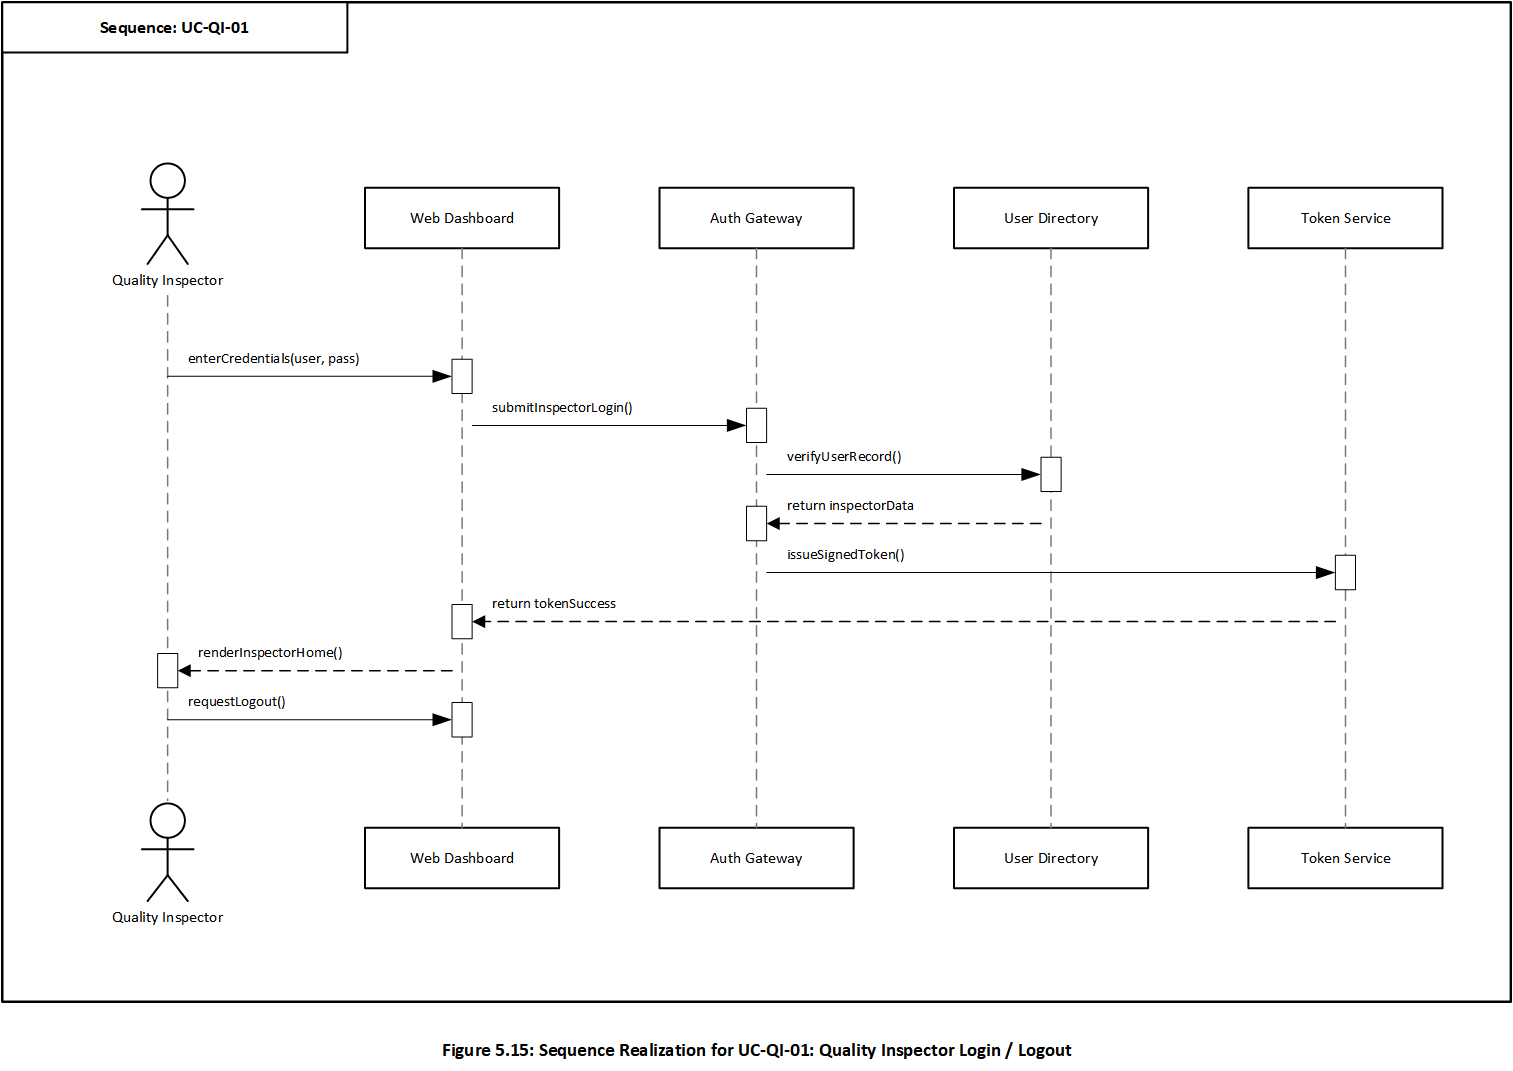 Sequence: UC-QI-01
Quality Inspector
Web Dashboard
Auth Gateway
User Directory
Token Service
enterCredentials(user, pass)
submitInspectorLogin()
verifyUserRecord()
return inspectorData
issueSignedToken()
return tokenSuccess
renderInspectorHome()
requestLogout()
Quality Inspector
Web Dashboard
Auth Gateway
User Directory
Token Service
Figure 5.15: Sequence Realization for UC-QI-01: Quality Inspector Login / Logout